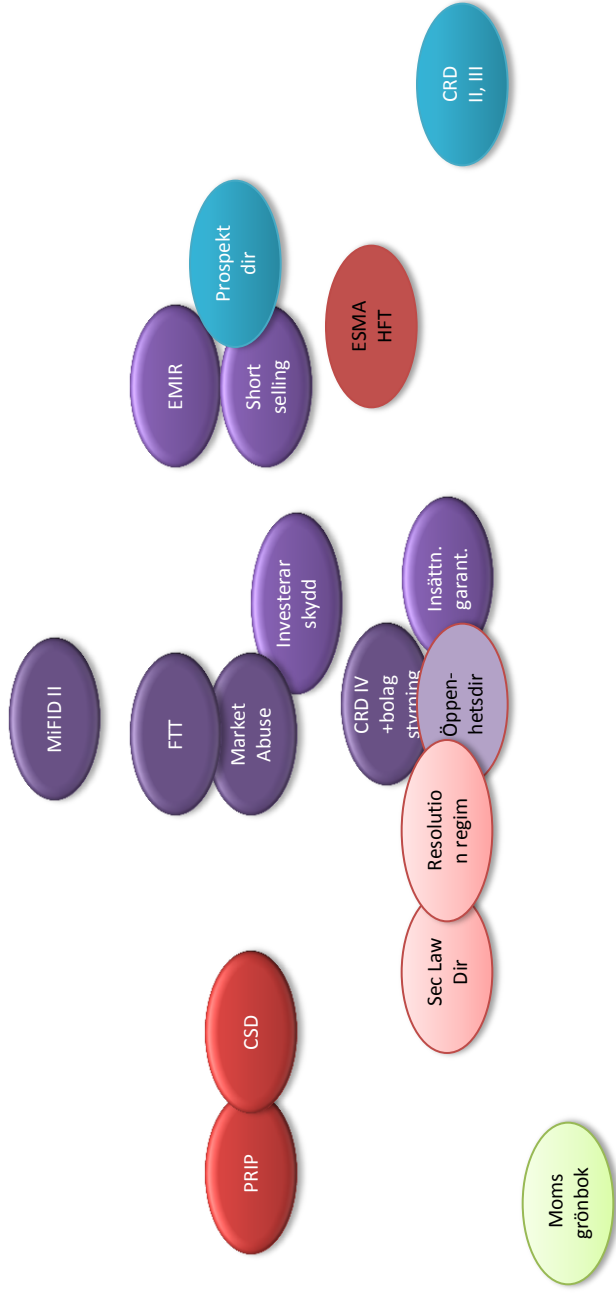 MiFID II
EMIR
FTT
Prospekt
dir
Short
selling
Market
Abuse
CSD
PRIP
Investerar
skydd
ESMA
HFT
CRD IV
+bolag
styrning
CRD
II, III
Insättn.
garant.
Öppen-
hetsdir
Resolutio
n regim
Sec Law
Dir
Moms
grönbok